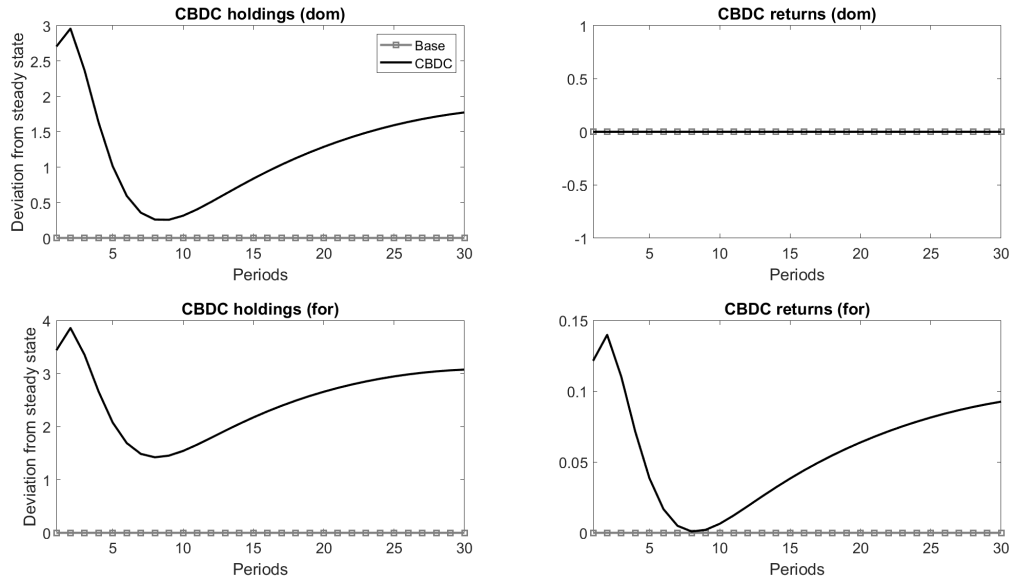 CBDC holdings (dom)
Deviation from steady state
3
2.5
2
1.5
1
0.5
0
Base
CBDC
5 10 15 20 25 30
Periods
CBDC returns (dom)
1
0.5
0
-0.5
-1
5 10 15 20 25 30
Periods
CBDC holdings (for)
Deviation from steady state
4
3
2
1
0
5 10 15 20 25 30
Periods
CBDC returns (for)
0.15
0.1
0.05
0
5 10 15 20 25 30
Periods